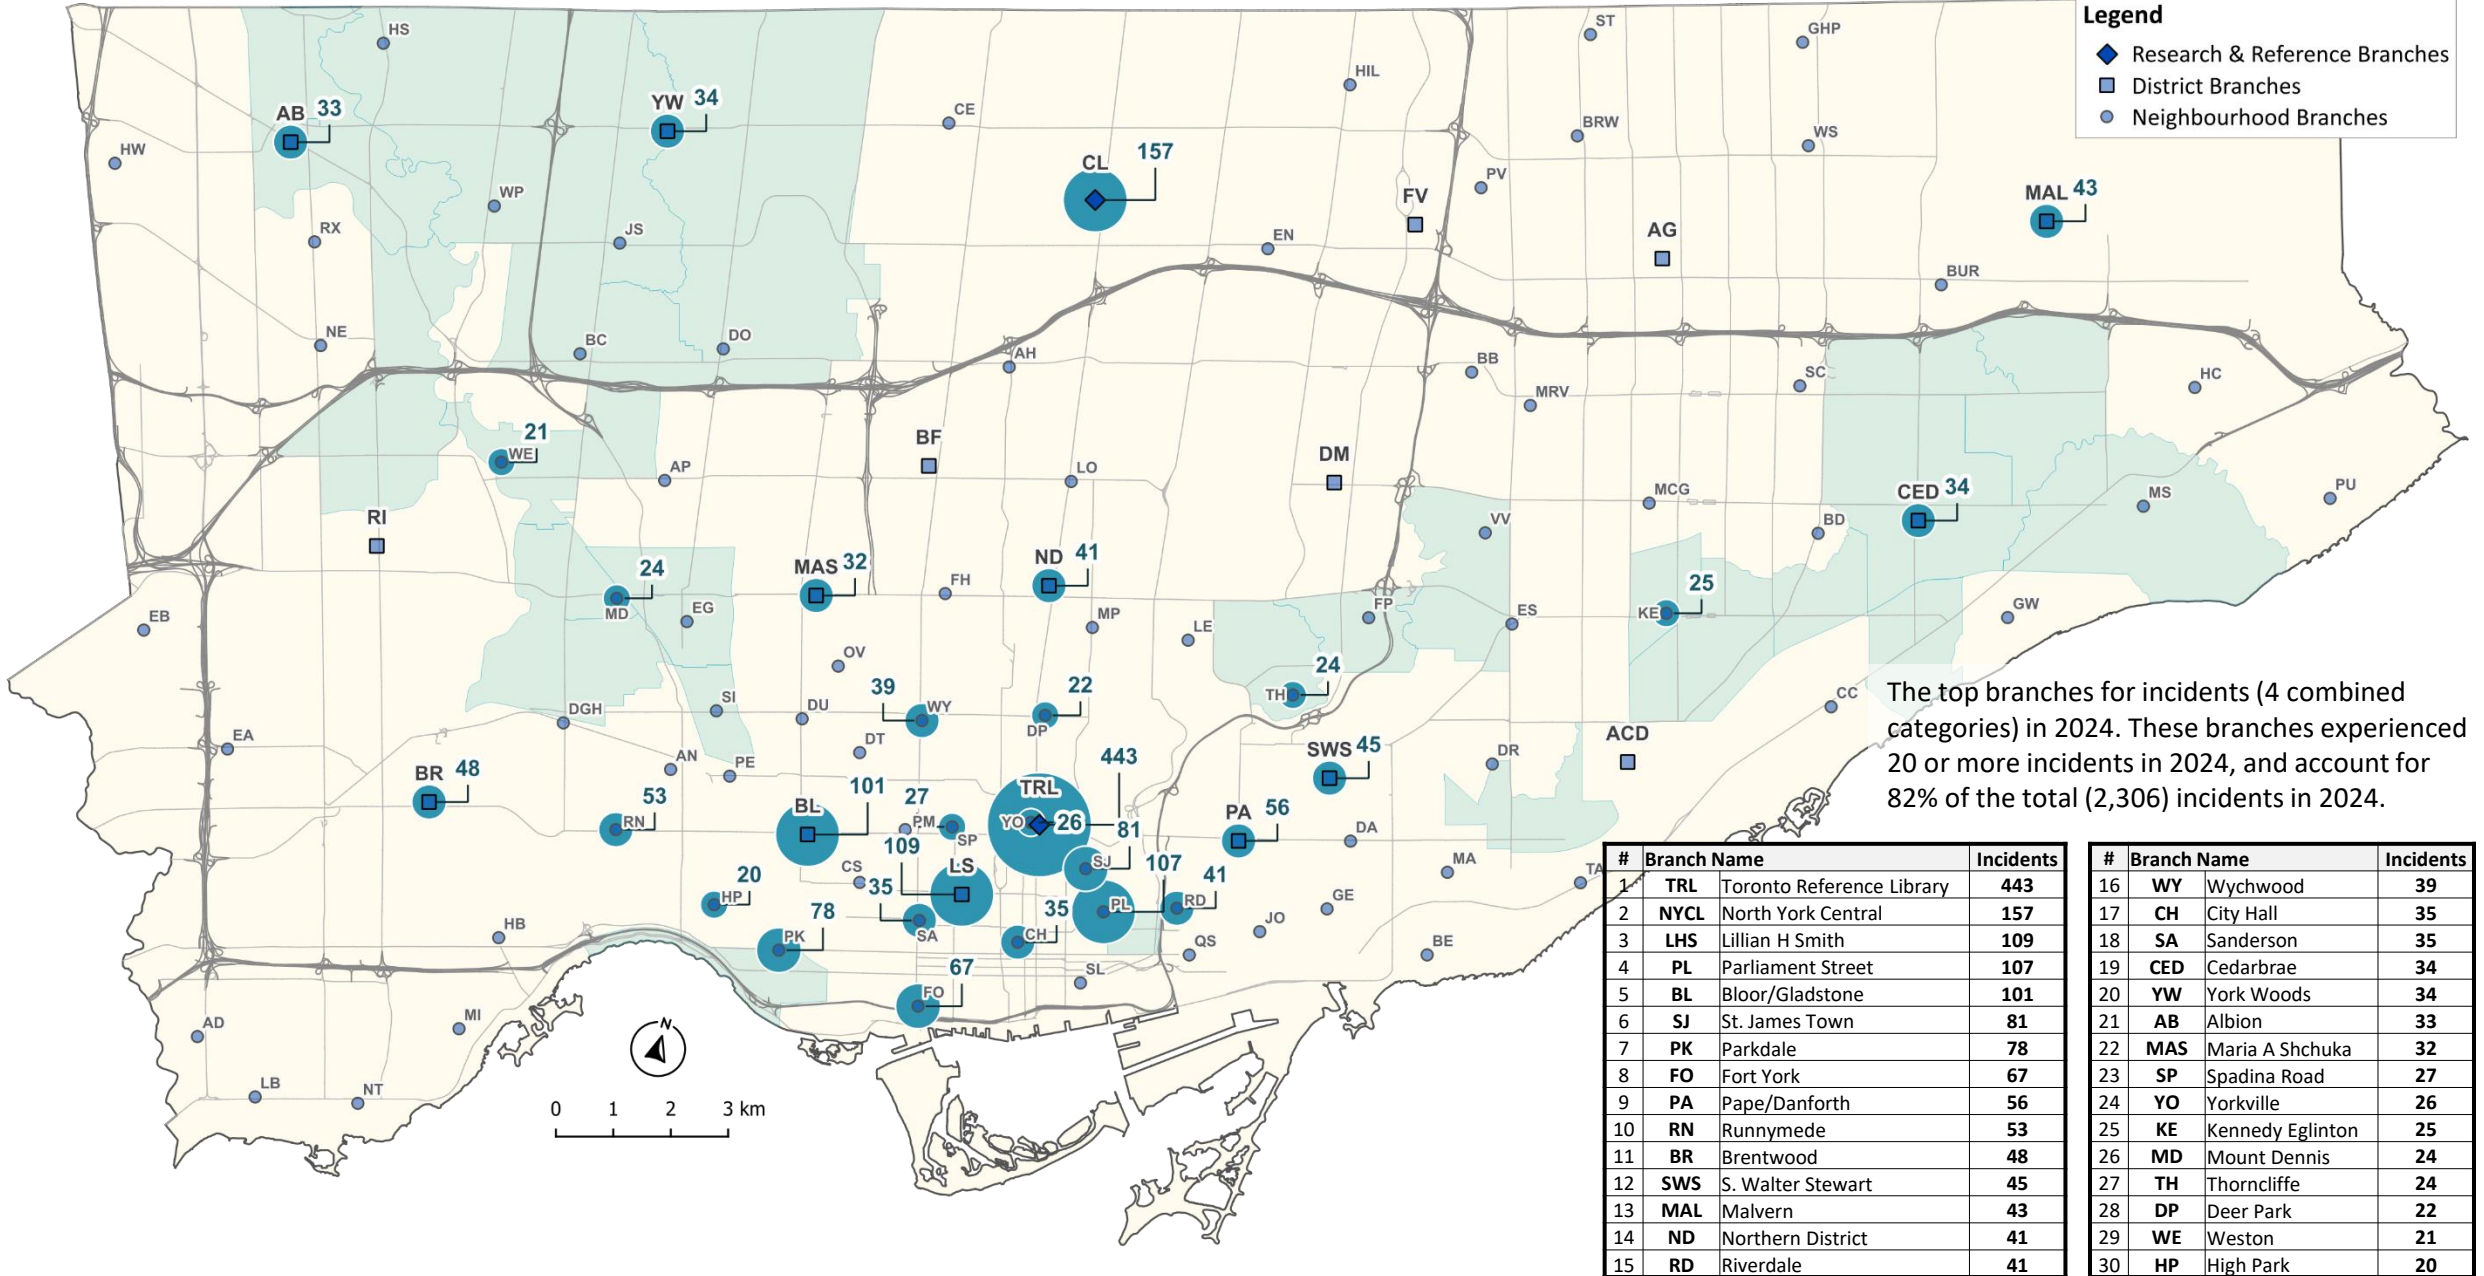 Legend
Research & Reference Branches
District Branches
Neighbourhood Branches
HS
ST
GHP
HIL
AB 33
YW 34
CE
BRW
WS
HW
CL 157
PV
WP
FV
MAL 43
RX
JS
EN
AG
BUR
NE
BC
DO
AH
BB
SC
HC
MRV
WE 21
BF
AP
LO
DM
MCG
CED 34
MS
PU
RI
VV
BD
MAS 32
ND 41
24
MD
FH
EG
25
KE
EB
MP
FP
ES
GW
LE
OV
24
TH
SI
39
WY
22
DP
DGH
DU
CC
EA
DT
AN
PE
SWS 45
DR
ACD
The top branches for incidents (4 combined
categories) in 2024. These branches experienced
20 or more incidents in 2024, and account for
82% of the total (2,306) incidents in 2024.
BR 48
443
TRL
53
RN
BL 101
27
PM
SP
YO 26
81
SJ
PA 56
DA
109
LS
CS
107
PL
41
RD
MA
TA
20
HP
35
SA
35
CH
GE
78
PK
JO
HB
QS
BE
67
FO
SL
AD
MI
N
LB
NT
0 1 2 3 km
# Branch Name Incidents
1 TRL Toronto Reference Library 443
2 NYCL North York Central 157
3 LHS Lillian H Smith 109
4 PL Parliament Street 107
5 BL Bloor/Gladstone 101
6 SJ St. James Town 81
7 PK Parkdale 78
8 FO Fort York 67
9 PA Pape/Danforth 56
10 RN Runnymede 53
11 BR Brentwood 48
12 SWS S. Walter Stewart 45
13 MAL Malvern 43
14 ND Northern District 41
15 RD Riverdale 41
# Branch Name Incidents
16 WY Wychwood 39
17 CH City Hall 35
18 SA Sanderson 35
19 CED Cedarbrae 34
20 YW York Woods 34
21 AB Albion 33
22 MAS Maria A Shchuka 32
23 SP Spadina Road 27
24 YO Yorkville 26
25 KE Kennedy Eglinton 25
26 MD Mount Dennis 24
27 TH Thorncliffe 24
28 DP Deer Park 22
29 WE Weston 21
30 HP High Park 20